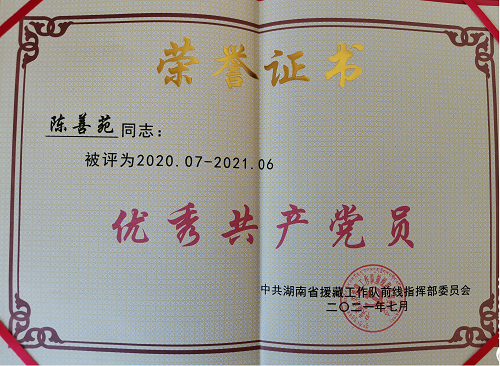 荣誉证书
陈善苑同志：
被评为2020.07-2021.06
优秀共产党员
中共湖南省援藏工作队前线指挥部委员会
二〇二一年七月